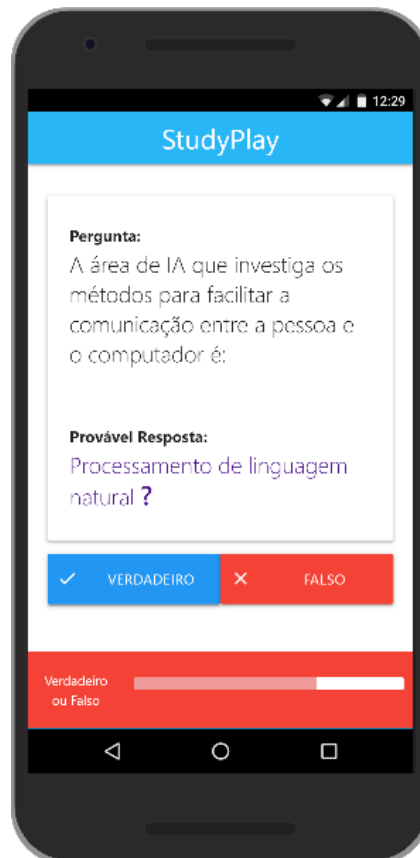 12:29
StudyPlay
Pergunta:
A área de IA que investiga os
métodos para facilitar a
comunicação entre a pessoa e
o computador é:
Provável Resposta:
Processamento de linguagem
natural ?
VERDADEIRO
FALSO
Verdadeiro
ou Falso